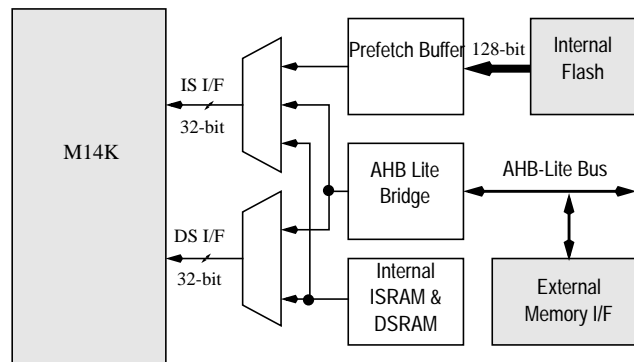 Prefetch Buffer
128-bit
Internal
Flash
IS I/F
32-bit
M14K
AHB Lite
Bridge
AHB-Lite Bus
DS I/F
32-bit
Internal
ISRAM &
DSRAM
External
Memory I/F